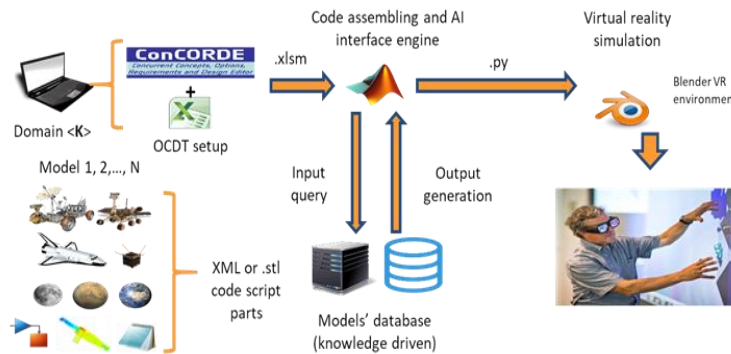 Code assembling and AI
interface engine
Virtual reality
simulation
ConCORDE
Concurrent Concepts, Options,
Requirements and Design Editor
.xlsm
.py
Blender VR
environment
+
Domain <K>
OCDT setup
Model 1, 2,..., N
Input
query
Output
generation
XML or .stl
code script
parts
Models' database
(knowledge driven)